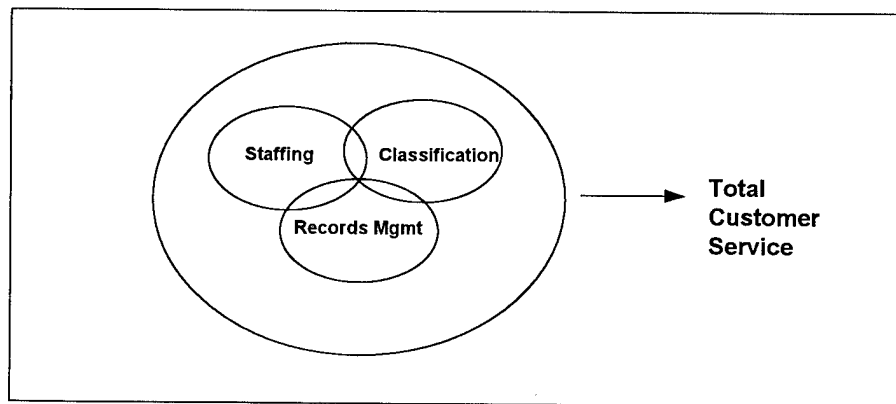 Staffing
Classification
Records Mgmt
Total
Customer
Service